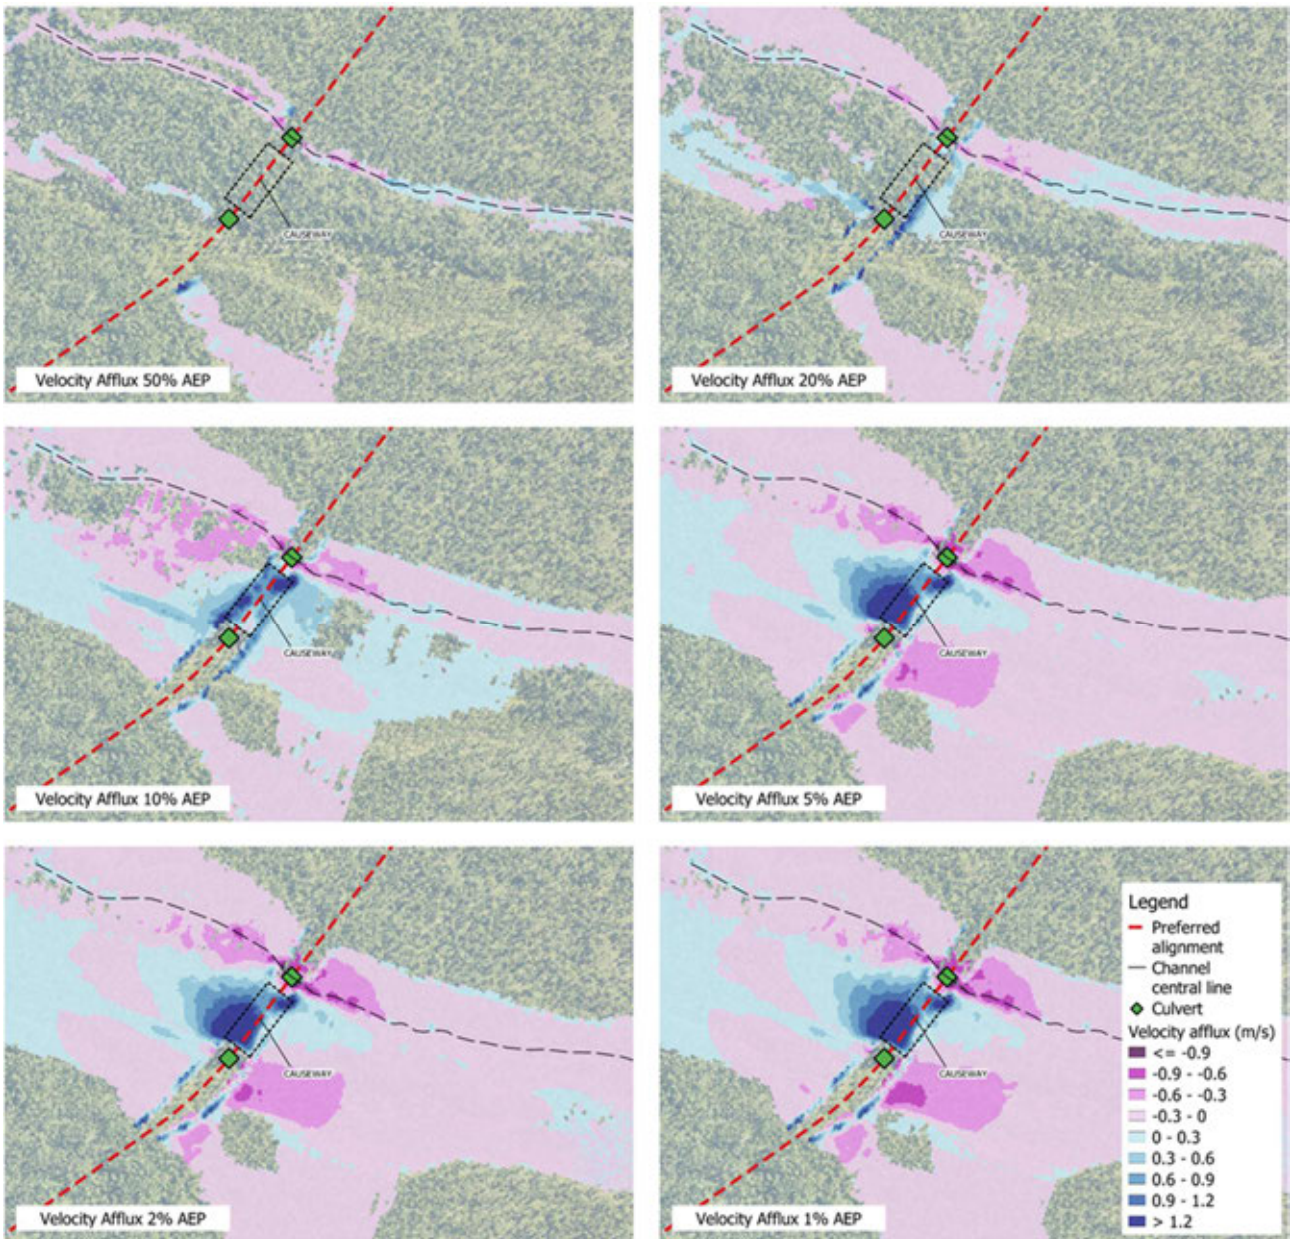 CAUSEWAY
Velocity Afflux 50% AEP
CAUSEWAY
Velocity Afflux 20% AEP
CAUSEWAY
Velocity Afflux 10% AEP
CAUSEWAY
Velocity Afflux 5% AEP
CAUSEWAY
Velocity Afflux 2% AEP
CAUSEWAY
Velocity Afflux 1% AEP
Legend
Preferred
alignment
Channel
central line
Culvert
Velocity afflux (m/s)
<= -0.9
-0.9 - -0.6
-0.6 - -0.3
-0.3 - 0
0 - 0.3
0.3 - 0.6
0.6 - 0.9
0.9 - 1.2
> 1.2